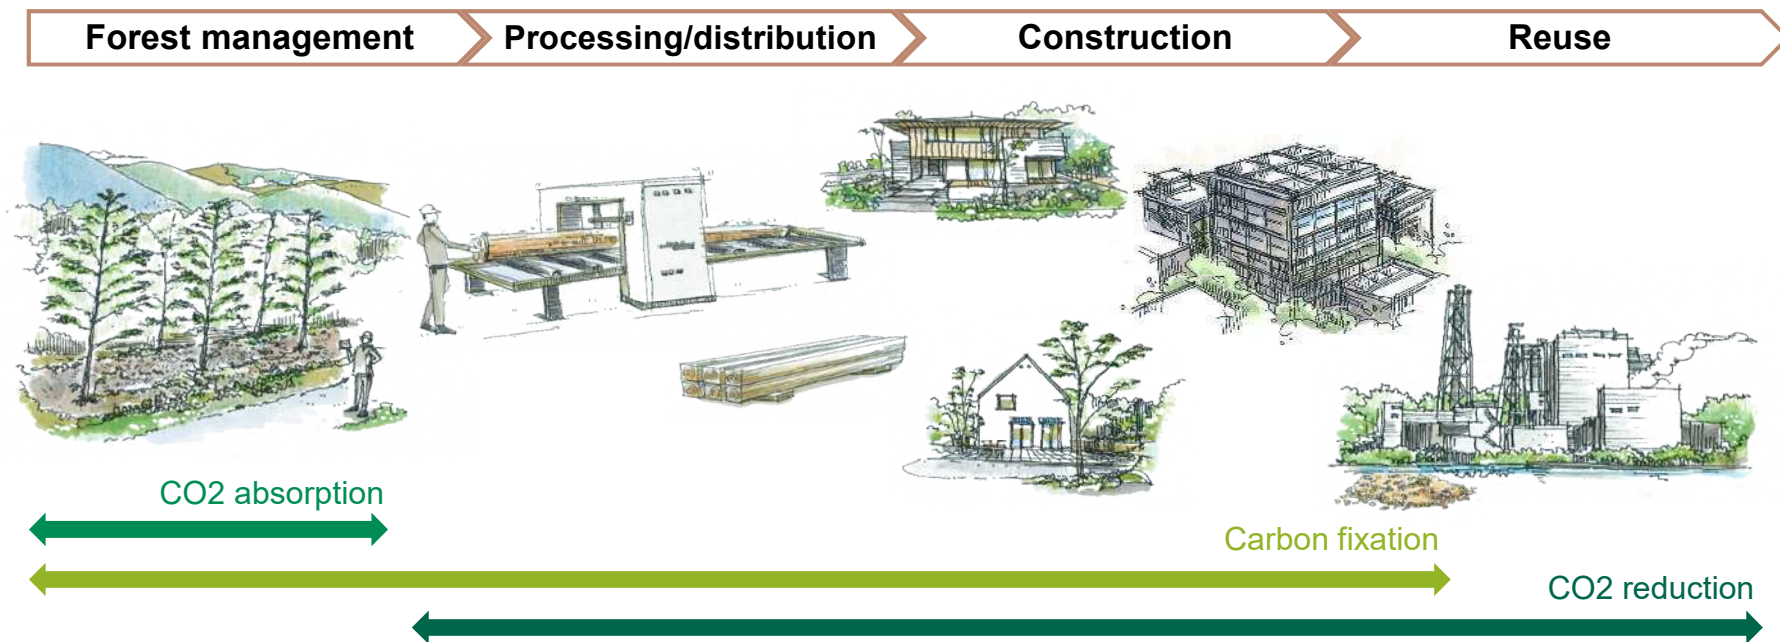 Forest management
Processing/distribution
Construction
Reuse
CO2 absorption
Carbon fixation
CO2 reduction